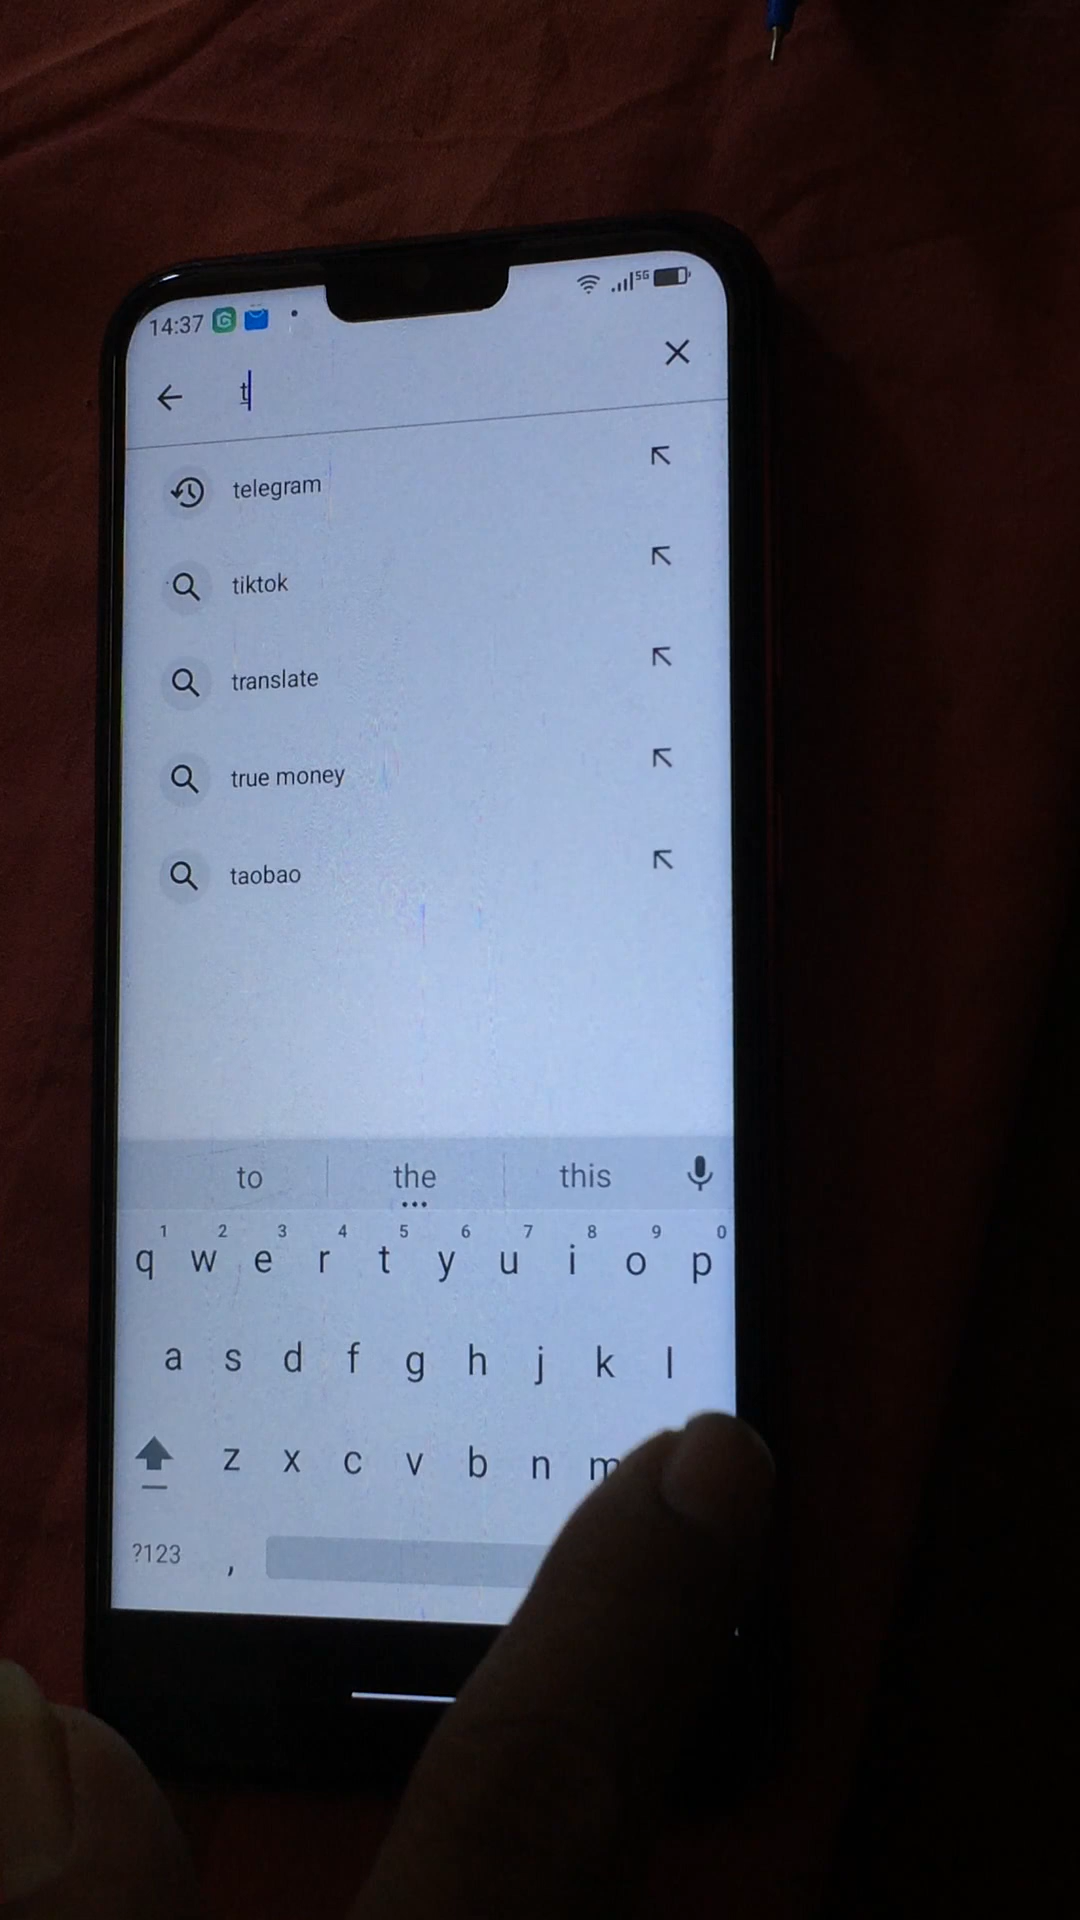 14:37 5G
t
telegram
tiktok
translate
true money
taobao
to the this
1 2 3 4 5 6 7 8 9 0
q w e r t y u i o p
a s d f g h j k l
z x c v b n m
?123 ,